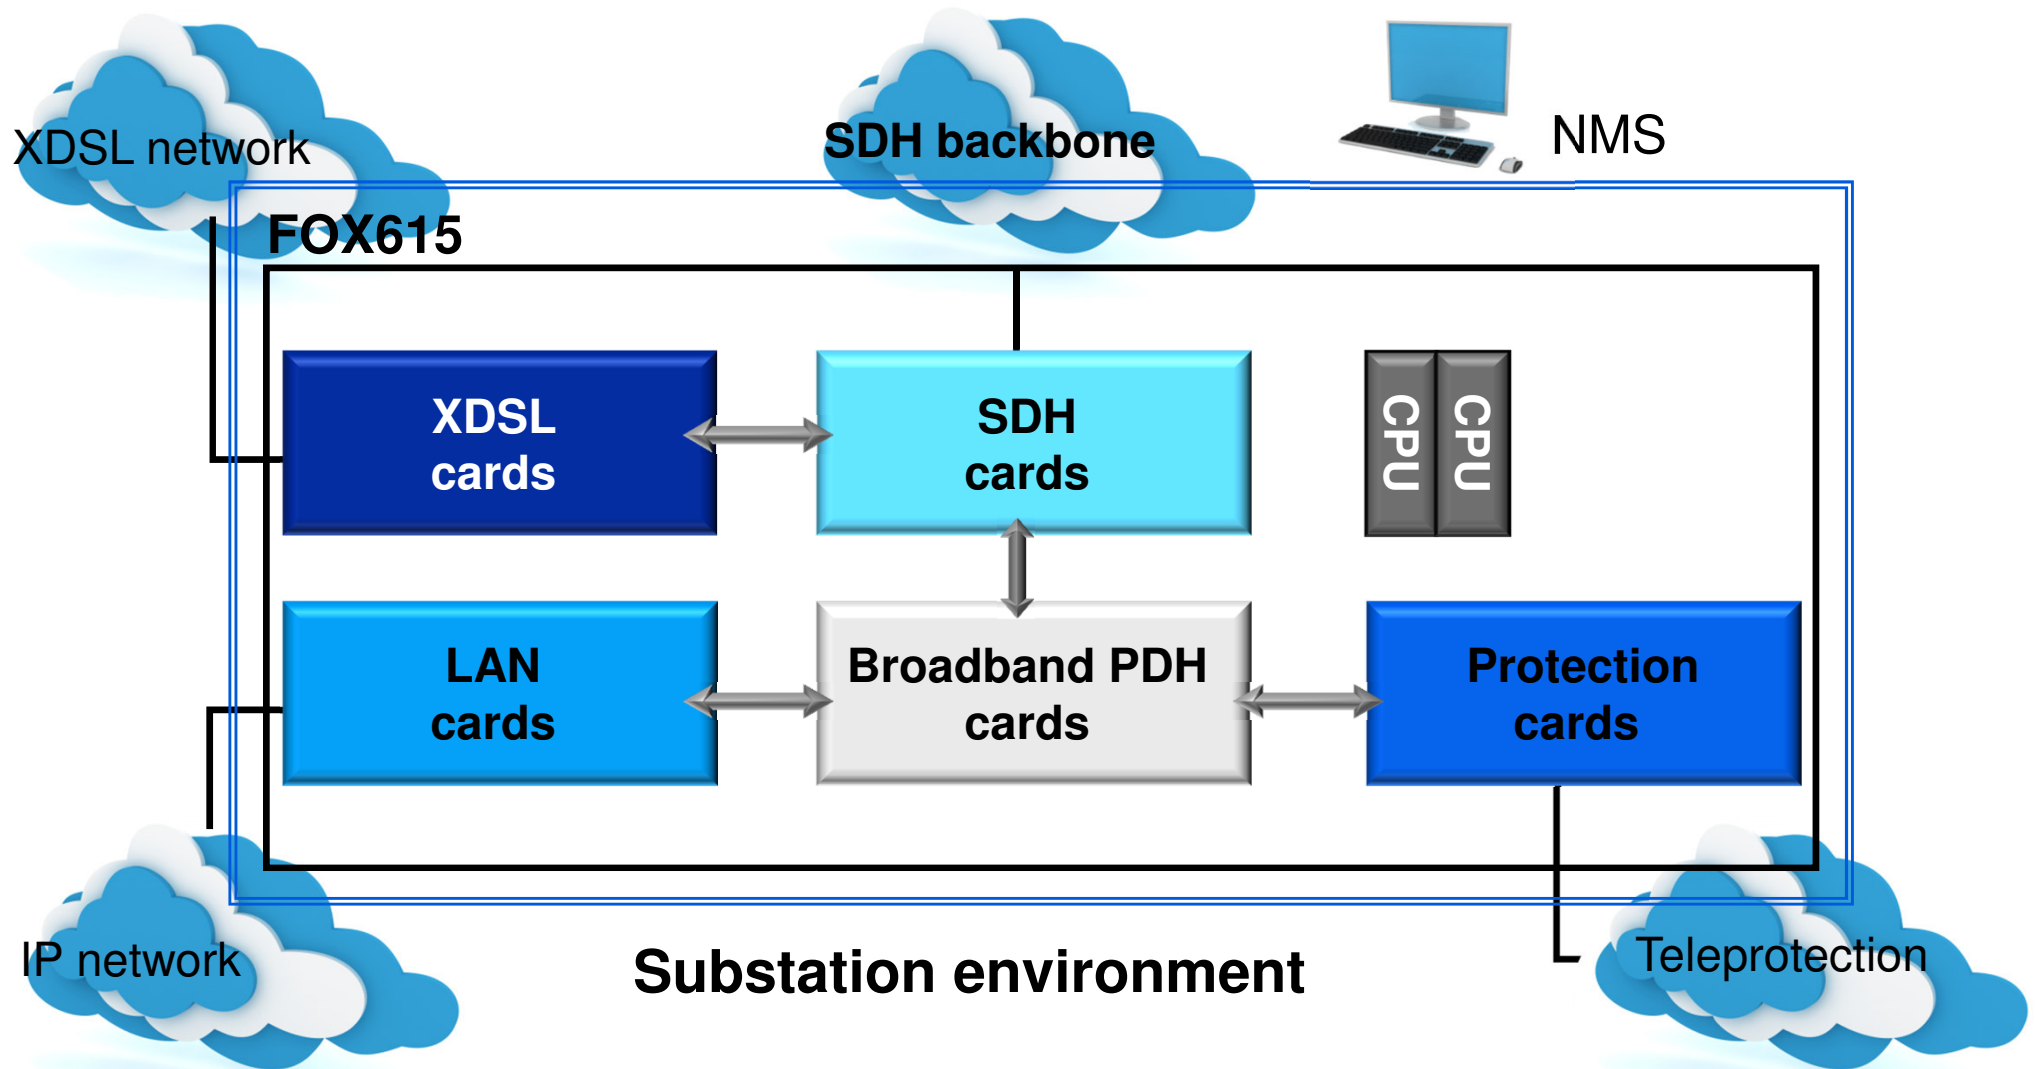 XDSL network
SDH backbone
NMS
FOX615
XDSL
cards
SDH
cards
CPU
CPU
LAN
cards
Broadband PDH
cards
Protection
cards
IP network
Substation environment
Teleprotection